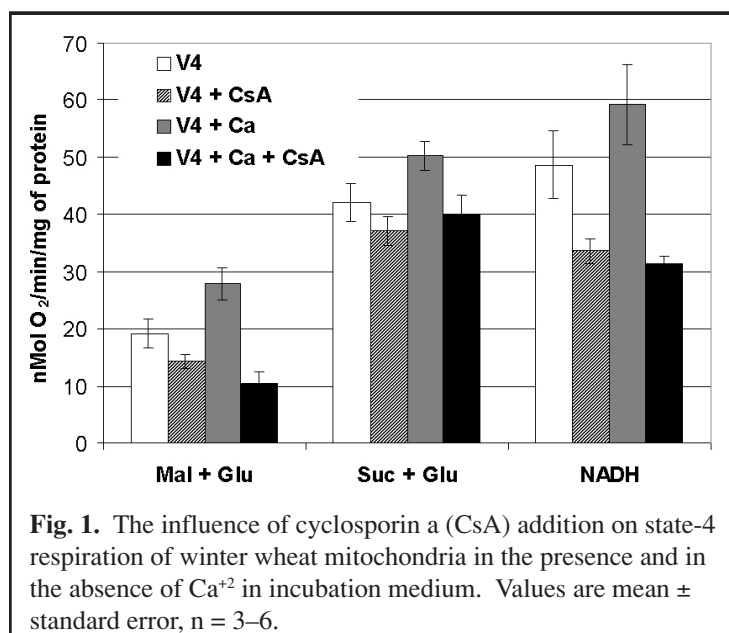 70
60
50
40
30
20
10
0
nMol O₂/min/mg of protein
V4
V4 + CsA
V4 + Ca
V4 + Ca + CsA
Mal + Glu
Suc + Glu
NADH
Fig. 1. The influence of cyclosporin a (CsA) addition on state-4
respiration of winter wheat mitochondria in the presence and in
the absence of Ca⁺² in incubation medium. Values are mean ±
standard error, n = 3–6.